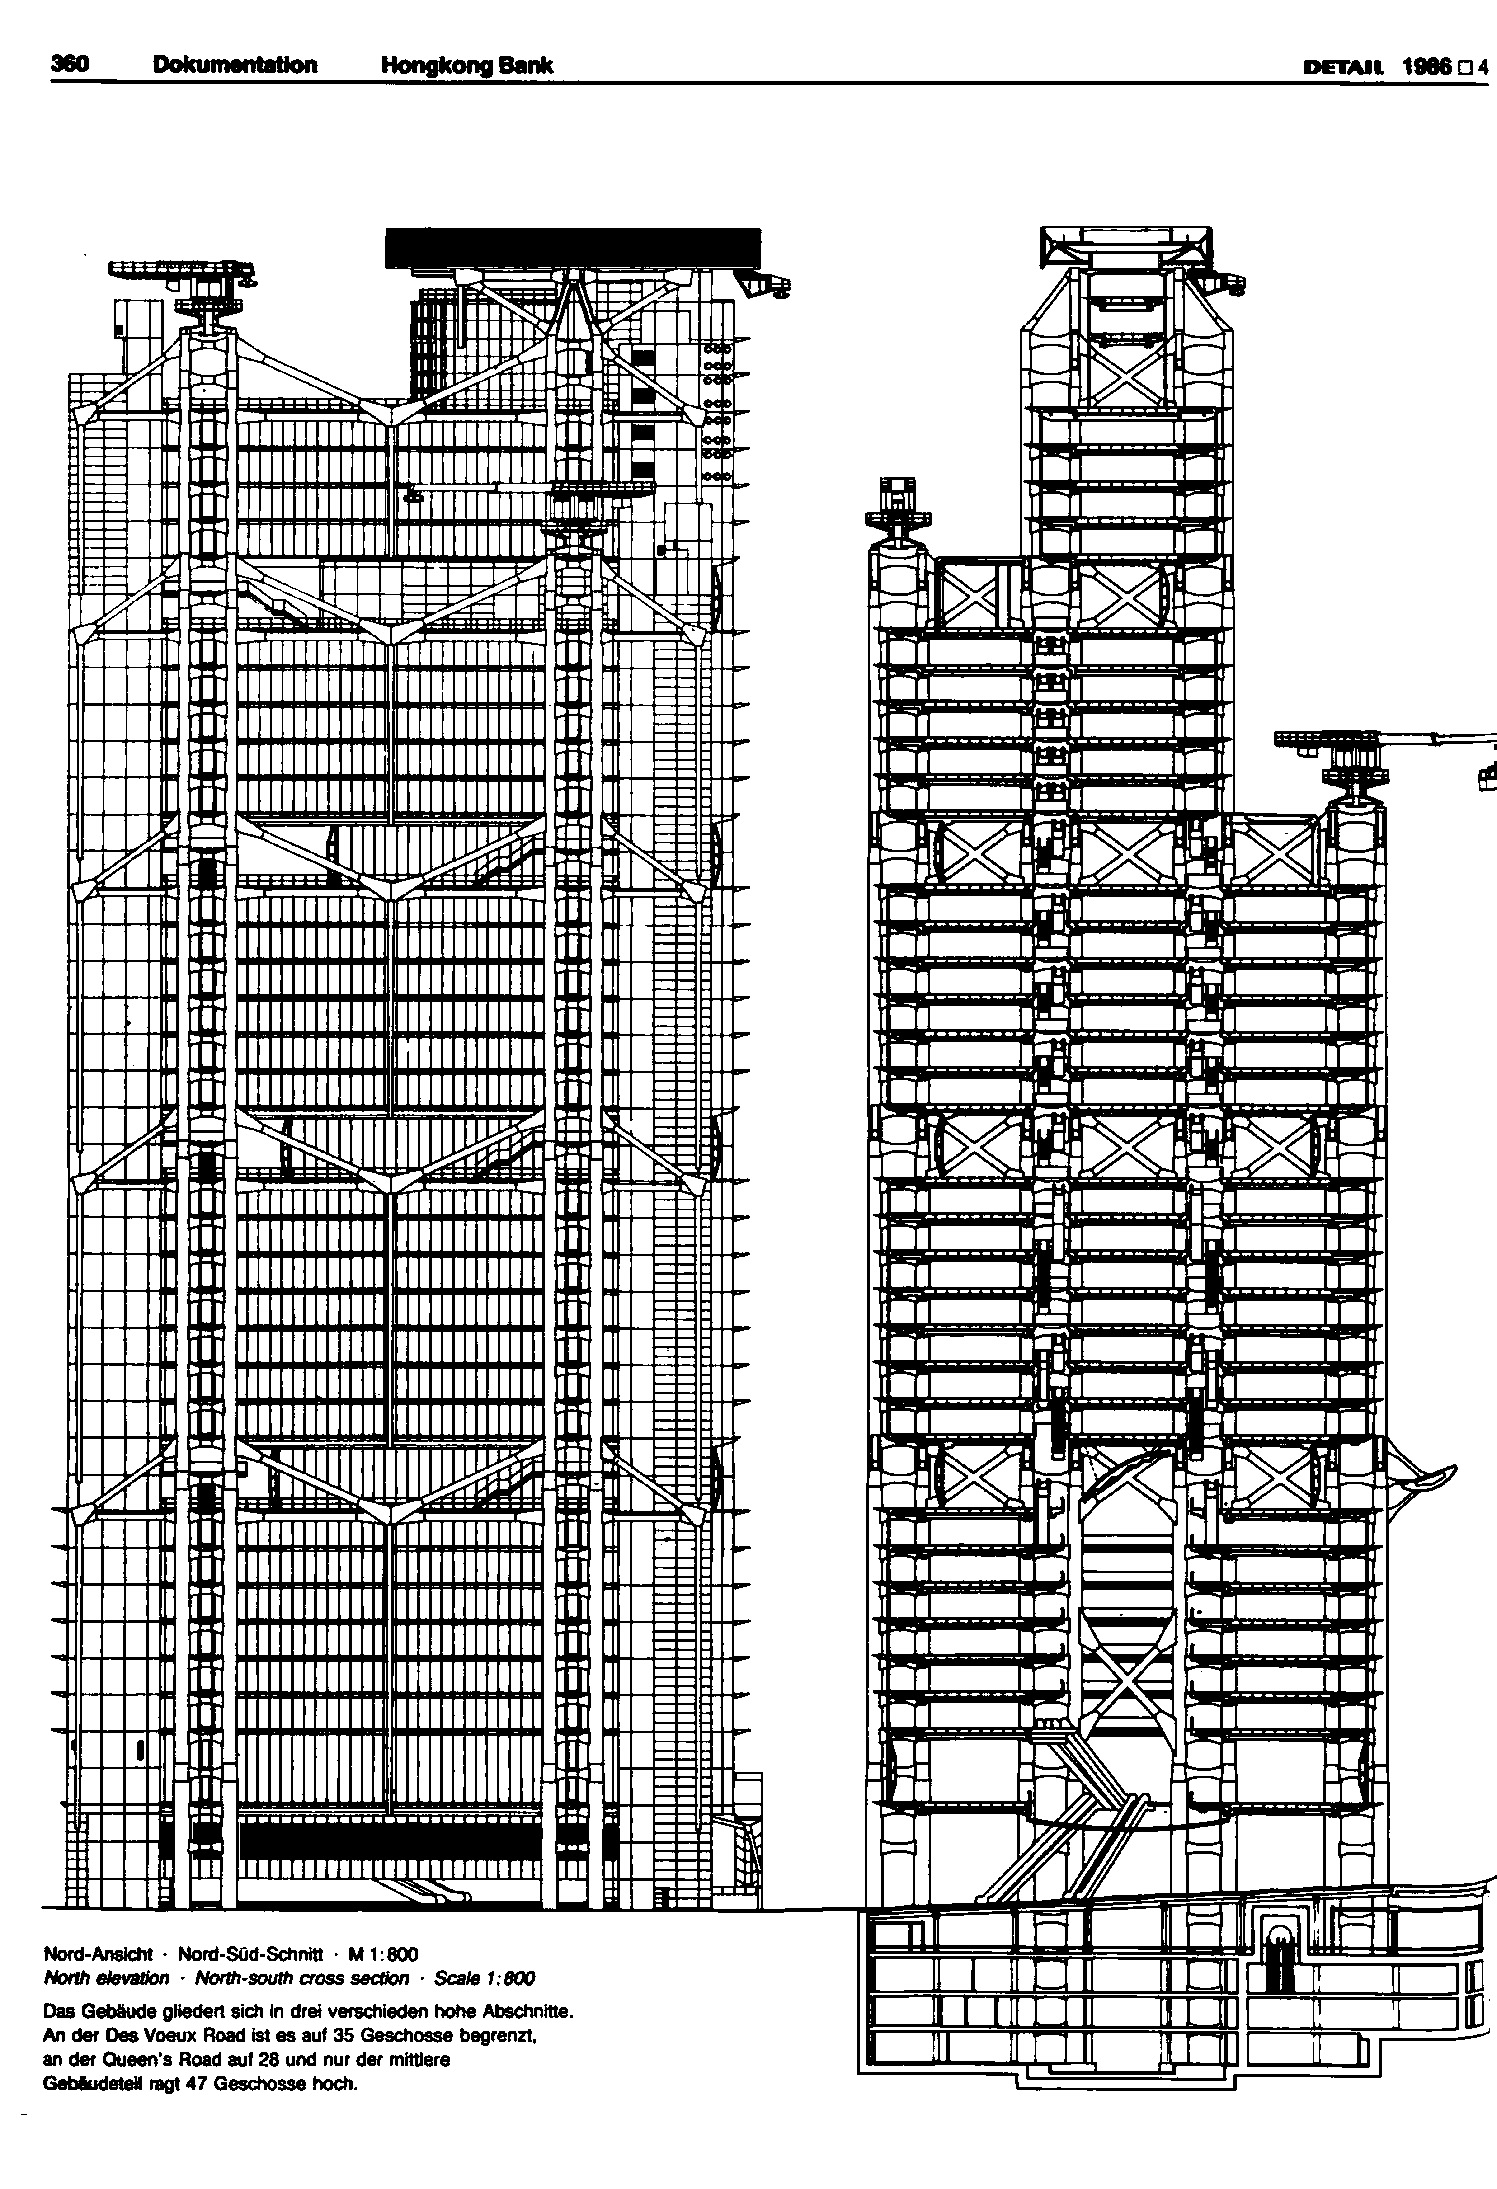 360 Dokumentation Hongkong Bank DETAIL 1986 □ 4
Nord-Ansicht · Nord-Süd-Schnitt · M 1:800
North elevation · North-south cross section · Scale 1:800
Das Gebäude gliedert sich in drei verschieden hohe Abschnitte.
An der Des Voeux Road ist es auf 35 Geschosse begrenzt,
an der Queen's Road auf 28 und nur der mittlere
Gebäudeteil ragt 47 Geschosse hoch.